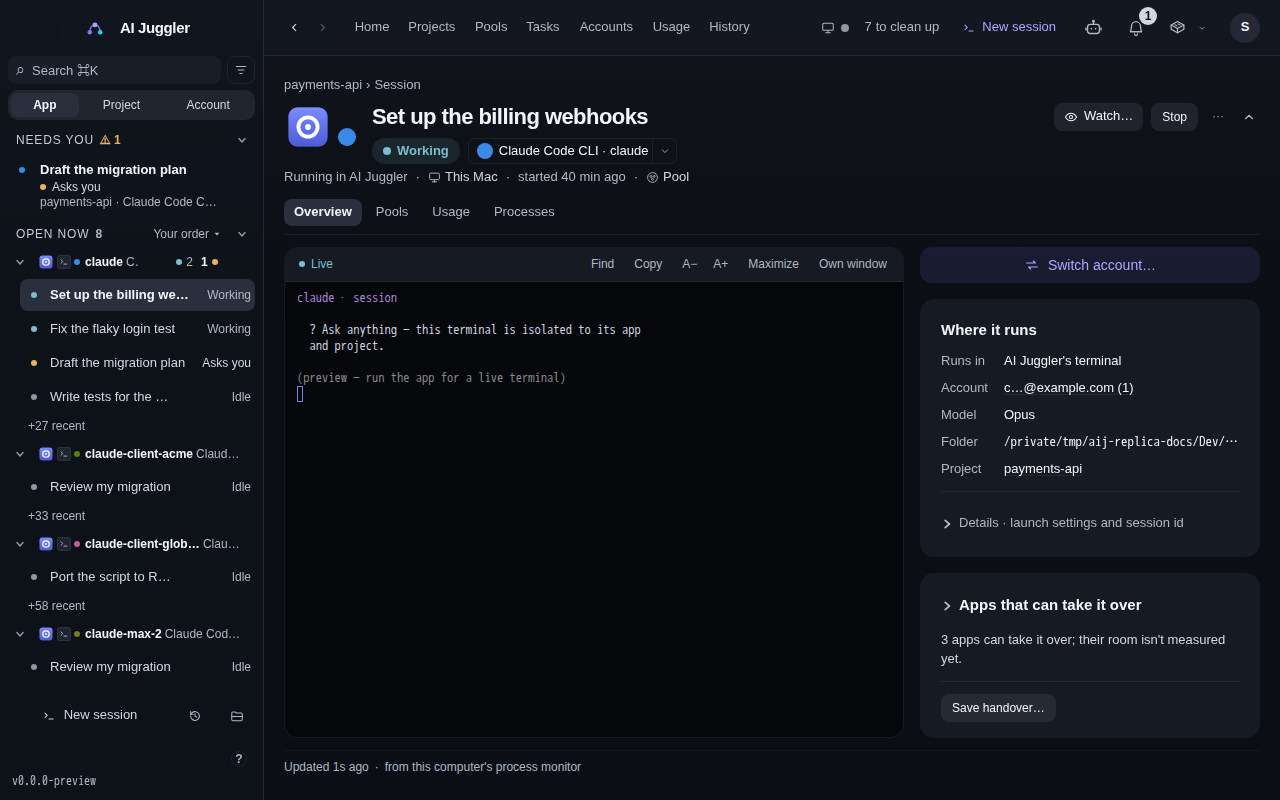 AI Juggler
Search ⌘K
App Project Account
NEEDS YOU 1
Draft the migration plan
Asks you
payments-api · Claude Code C…
OPEN NOW 8 Your order
claude C. 2 1
Set up the billing we… Working
Fix the flaky login test Working
Draft the migration plan Asks you
Write tests for the … Idle
+27 recent
claude-client-acme Claud…
Review my migration Idle
+33 recent
claude-client-glob… Clau…
Port the script to R… Idle
+58 recent
claude-max-2 Claude Cod…
Review my migration Idle
New session
?
v0.0.0-preview
Home Projects Pools Tasks Accounts Usage History 7 to clean up New session 1 S
payments-api › Session
Set up the billing webhooks
Watch… Stop ···
Working Claude Code CLI · claude
Running in AI Juggler · This Mac · started 40 min ago · Pool
Overview Pools Usage Processes
Live Find Copy A− A+ Maximize Own window
claude · session
? Ask anything — this terminal is isolated to its app
and project.
(preview — run the app for a live terminal)
Switch account…
Where it runs
Runs in AI Juggler's terminal
Account c…@example.com (1)
Model Opus
Folder /private/tmp/aij-replica-docs/Dev/…
Project payments-api
Details · launch settings and session id
Apps that can take it over
3 apps can take it over; their room isn't measured
yet.
Save handover…
Updated 1s ago · from this computer's process monitor